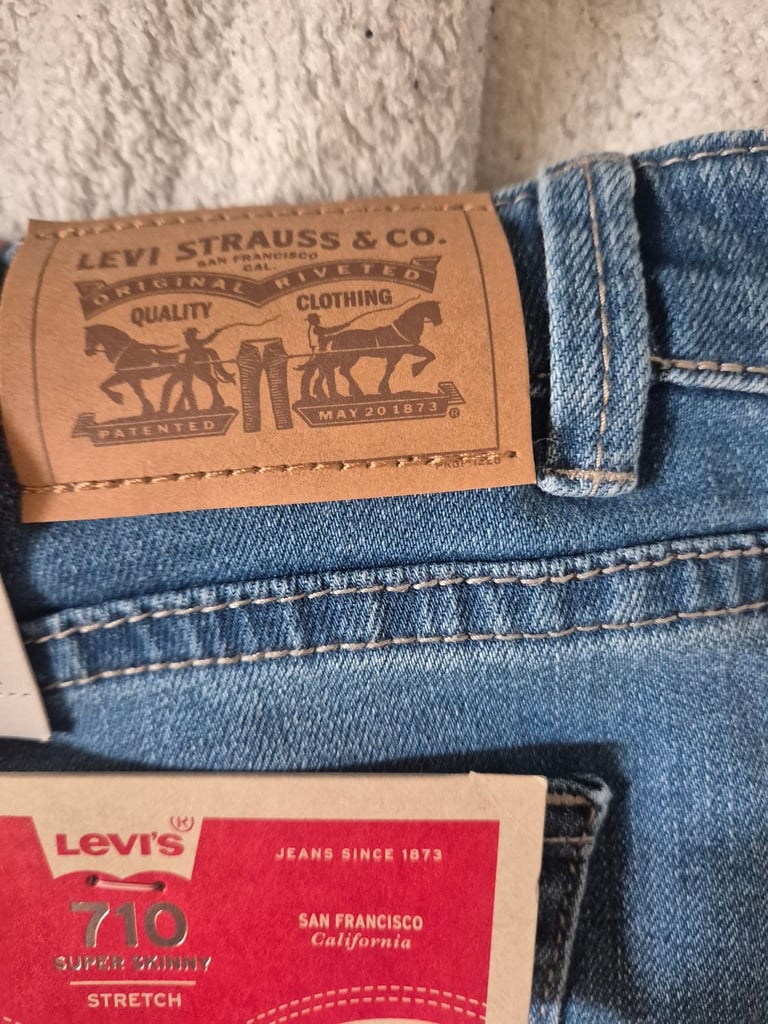 LEVI STRAUSS & CO.
SAN FRANCISCO
CAL.
ORIGINAL RIVETED
QUALITY CLOTHING
PATENTED MAY 20 1873 ®
LEVI'S ®
JEANS SINCE 1873
710
SUPER SKINNY
STRETCH
SAN FRANCISCO
California